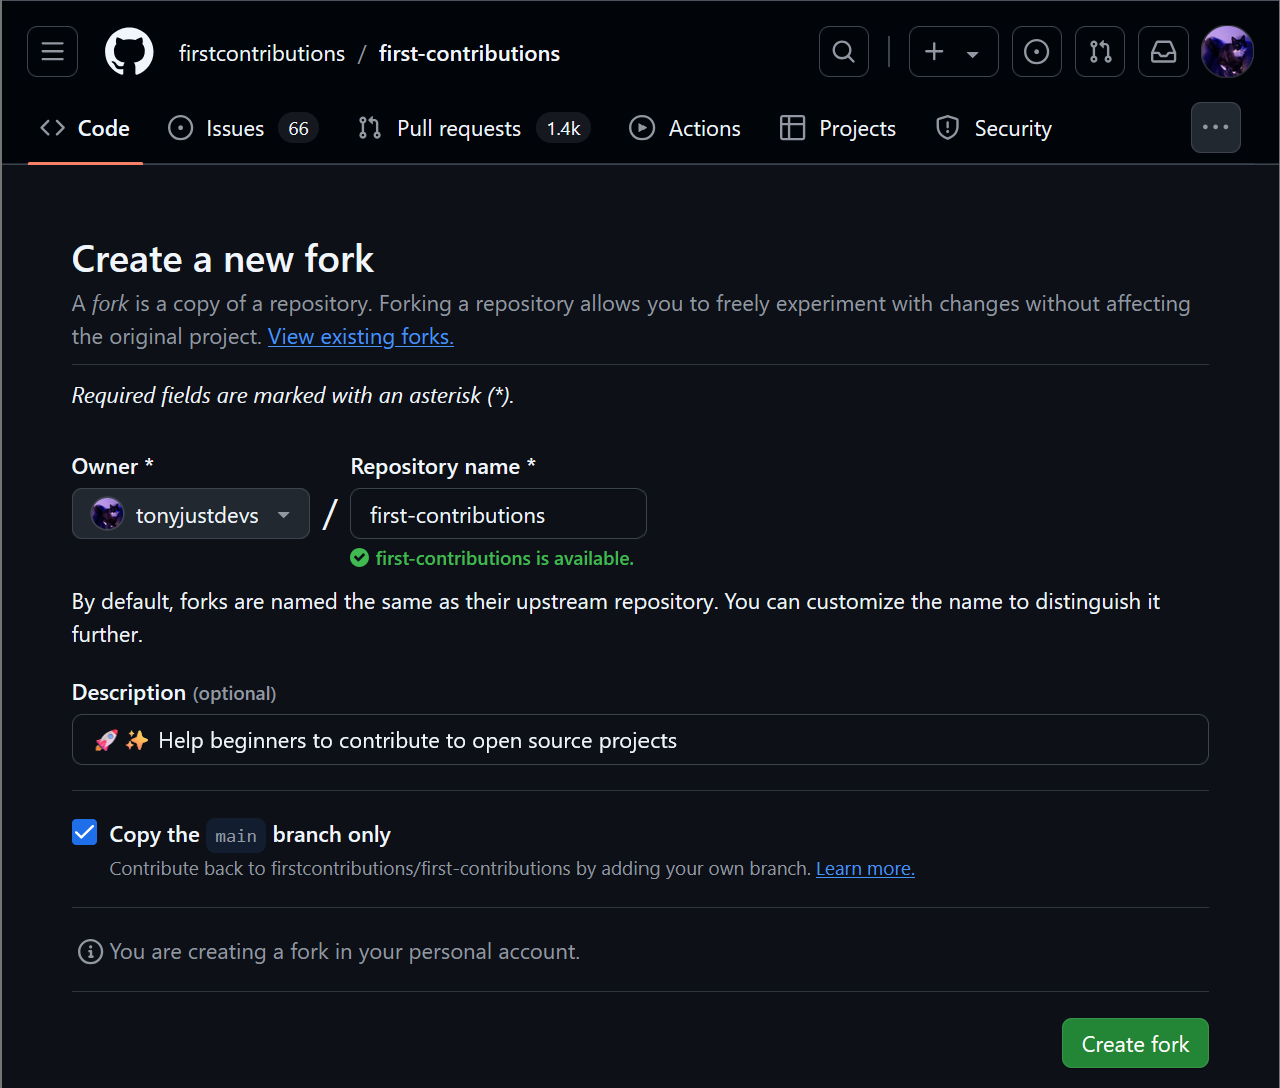 firstcontributions / first-contributions
Code Issues 66 Pull requests 1.4k Actions Projects Security
Create a new fork
A fork is a copy of a repository. Forking a repository allows you to freely experiment with changes without affecting
the original project. View existing forks.
Required fields are marked with an asterisk (*).
Owner * Repository name *
tonyjustdevs / first-contributions
first-contributions is available.
By default, forks are named the same as their upstream repository. You can customize the name to distinguish it
further.
Description (optional)
🚀 ✨ Help beginners to contribute to open source projects
Copy the main branch only
Contribute back to firstcontributions/first-contributions by adding your own branch. Learn more.
You are creating a fork in your personal account.
Create fork